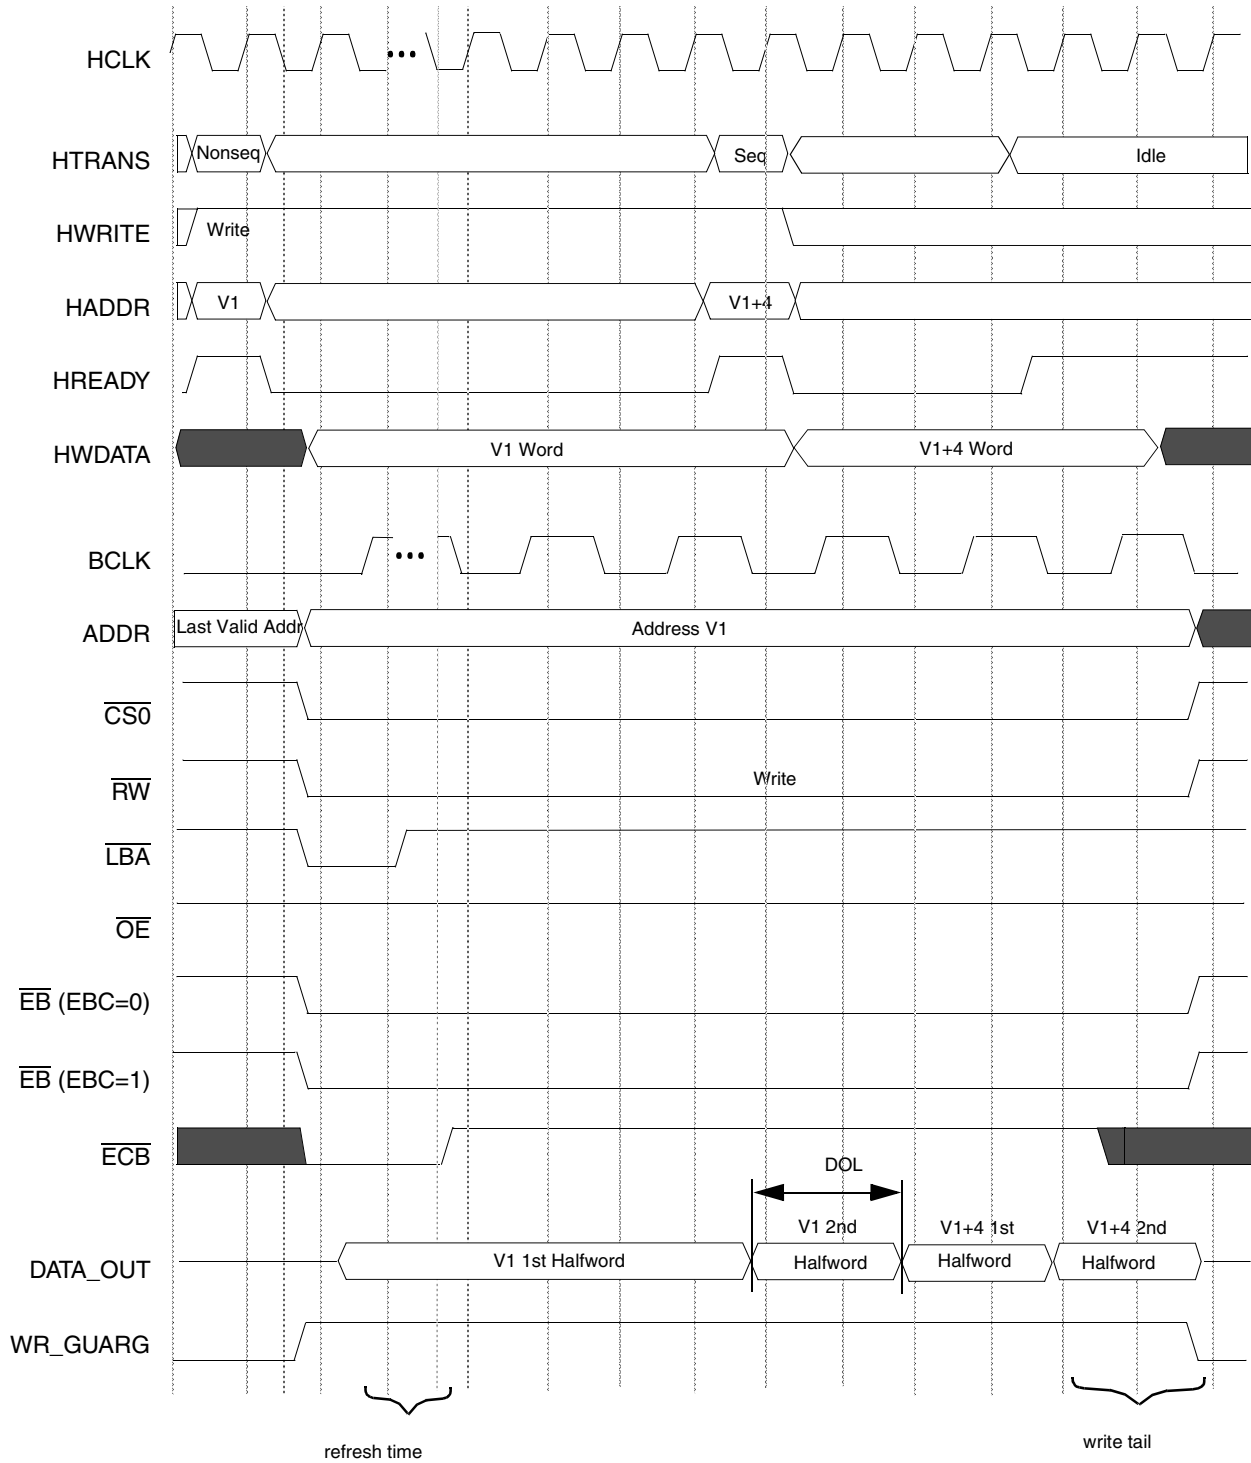 HCLK
HTRANS Nonseq Seq Idle
HWRITE Write
HADDR V1 V1+4
HREADY
HWDATA V1 Word V1+4 Word
BCLK
ADDR Last Valid Addr Address V1
CS0
RW Write
LBA
OE
EB (EBC=0)
EB (EBC=1)
ECB
DOL
V1 2nd V1+4 1st V1+4 2nd
DATA_OUT V1 1st Halfword Halfword Halfword Halfword
WR_GUARG
refresh time write tail